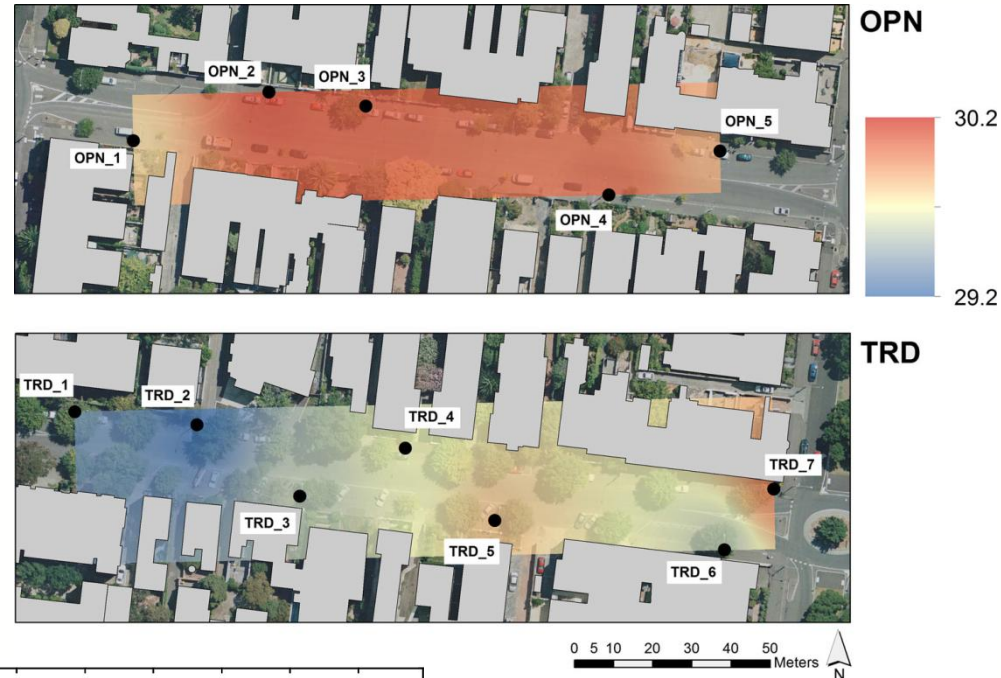 OPN
OPN_1
OPN_2
OPN_3
OPN_4
OPN_5
30.2
29.2
TRD
TRD_1
TRD_2
TRD_3
TRD_4
TRD_5
TRD_6
TRD_7
0 5 10 20 30 40 50
Meters
N